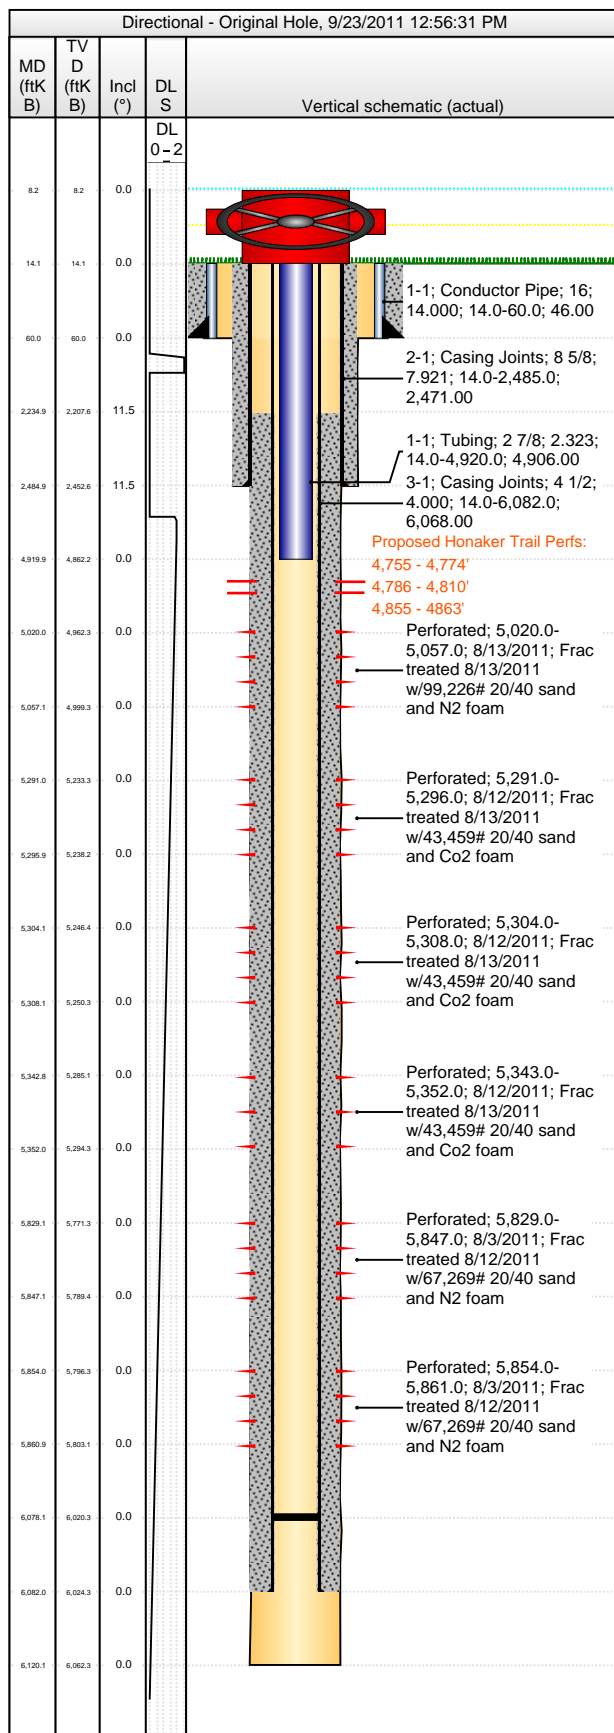 Directional - Original Hole, 9/23/2011 12:56:31 PM
MD
(ftK
B)
TV
D
(ftK
B)
Incl
(°)
DL
S
Vertical schematic (actual)
DL
0 – 2
8.2 8.2 0.0
14.1 14.1 0.0
1-1; Conductor Pipe; 16;
14.000; 14.0-60.0; 46.00
60.0 60.0 0.0
2-1; Casing Joints; 8 5/8;
7.921; 14.0-2,485.0;
2,471.00
2,234.9 2,207.6 11.5
1-1; Tubing; 2 7/8; 2.323;
14.0-4,920.0; 4,906.00
3-1; Casing Joints; 4 1/2;
4.000; 14.0-6,082.0;
6,068.00
2,484.9 2,452.6 11.5
Proposed Honaker Trail Perfs:
4,755 - 4,774'
4,786 - 4,810'
4,855 - 4863'
4,919.9 4,862.2 0.0
5,020.0 4,962.3 0.0
Perforated; 5,020.0-
5,057.0; 8/13/2011; Frac
treated 8/13/2011
w/99,226# 20/40 sand
and N2 foam
5,057.1 4,999.3 0.0
5,291.0 5,233.3 0.0
Perforated; 5,291.0-
5,296.0; 8/12/2011; Frac
treated 8/13/2011
w/43,459# 20/40 sand
and Co2 foam
5,295.9 5,238.2 0.0
5,304.1 5,246.4 0.0
Perforated; 5,304.0-
5,308.0; 8/12/2011; Frac
treated 8/13/2011
w/43,459# 20/40 sand
and Co2 foam
5,308.1 5,250.3 0.0
5,342.8 5,285.1 0.0
Perforated; 5,343.0-
5,352.0; 8/12/2011; Frac
treated 8/13/2011
w/43,459# 20/40 sand
and Co2 foam
5,352.0 5,294.3 0.0
5,829.1 5,771.3 0.0
Perforated; 5,829.0-
5,847.0; 8/3/2011; Frac
treated 8/12/2011
w/67,269# 20/40 sand
and N2 foam
5,847.1 5,789.4 0.0
5,854.0 5,796.3 0.0
Perforated; 5,854.0-
5,861.0; 8/3/2011; Frac
treated 8/12/2011
w/67,269# 20/40 sand
and N2 foam
5,860.9 5,803.1 0.0
6,078.1 6,020.3 0.0
6,082.0 6,024.3 0.0
6,120.1 6,062.3 0.0